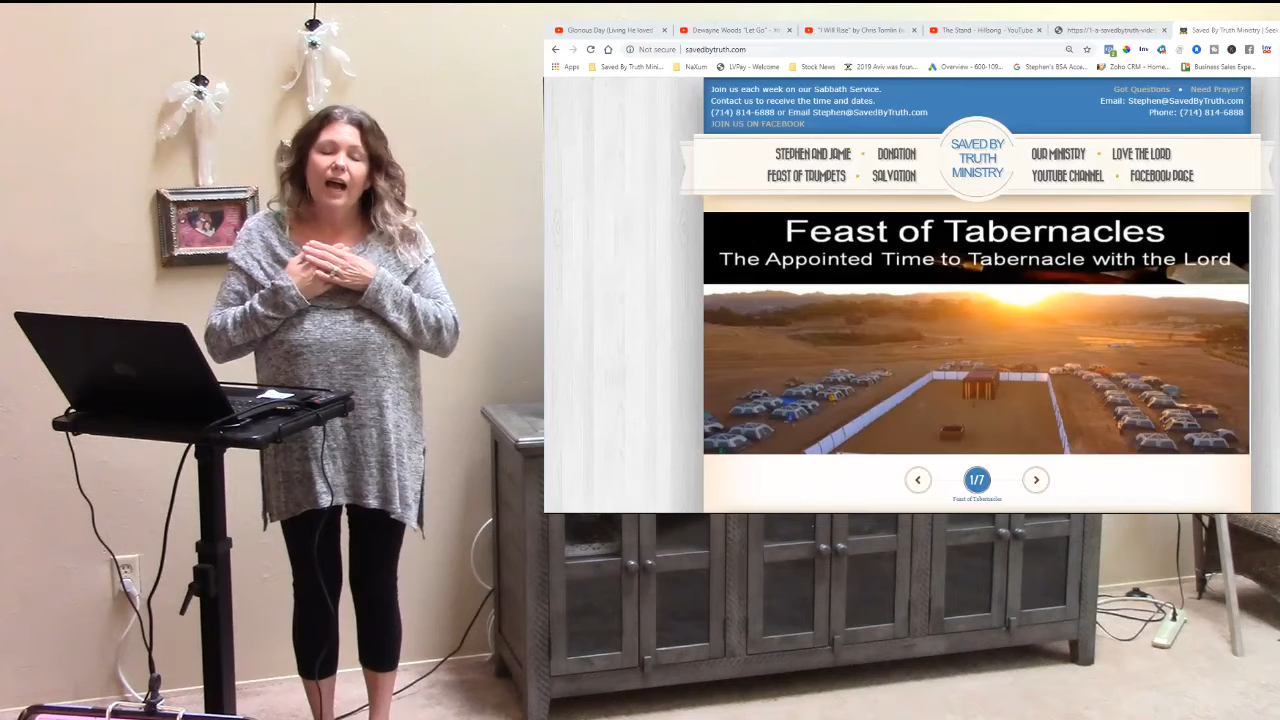 Glorious Day (Living He loved
Dewayne Woods "Let Go" -
"I Will Rise" by Chris Tomlin
The Stand - Hillsong - YouTube
https://1-a-savedbytruth-vide
Saved By Truth Ministry | Seek
Not secure | savedbytruth.com
Apps
Saved By Truth Mini...
NaXum
LVPay - Welcome
Stock News
2019 Aviv was foun...
Overview - 600-109...
Stephen's BSA Acce...
Zoho CRM - Home...
Business Sales Expe...
Join us each week on our Sabbath Service.
Contact us to receive the time and dates.
(714) 814-6888 or Email Stephen@SavedByTruth.com
JOIN US ON FACEBOOK
Got Questions • Need Prayer?
Email: Stephen@SavedByTruth.com
Phone: (714) 814-6888
STEPHEN AND JAMIE • DONATION
FEAST OF TRUMPETS • SALVATION
SAVED BY
TRUTH
MINISTRY
OUR MINISTRY • LOVE THE LORD
YOUTUBE CHANNEL • FACEBOOK PAGE
Feast of Tabernacles
The Appointed Time to Tabernacle with the Lord
1/7
Feast of Tabernacles